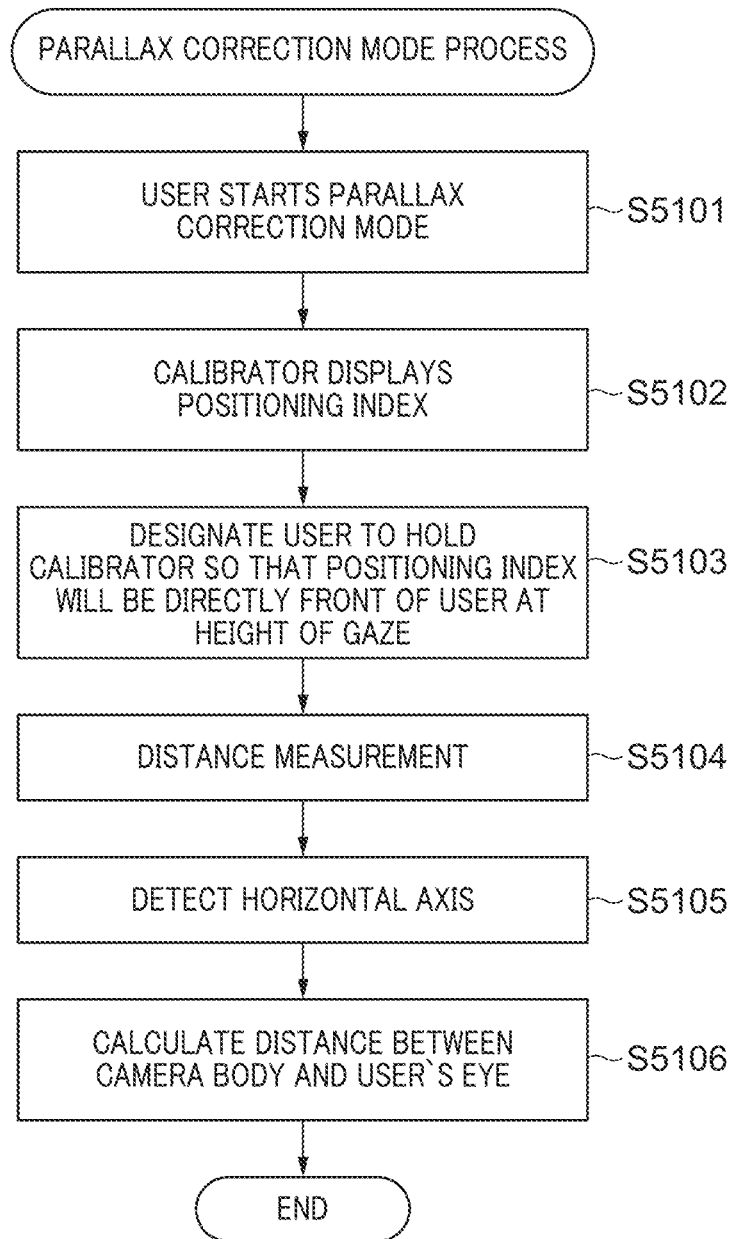 PARALLAX CORRECTION MODE PROCESS
USER STARTS PARALLAX
CORRECTION MODE
S5101
CALIBRATOR DISPLAYS
POSITIONING INDEX
S5102
DESIGNATE USER TO HOLD
CALIBRATOR SO THAT POSITIONING INDEX
WILL BE DIRECTLY FRONT OF USER AT
HEIGHT OF GAZE
S5103
DISTANCE MEASUREMENT
S5104
DETECT HORIZONTAL AXIS
S5105
CALCULATE DISTANCE BETWEEN
CAMERA BODY AND USER`S EYE
S5106
END